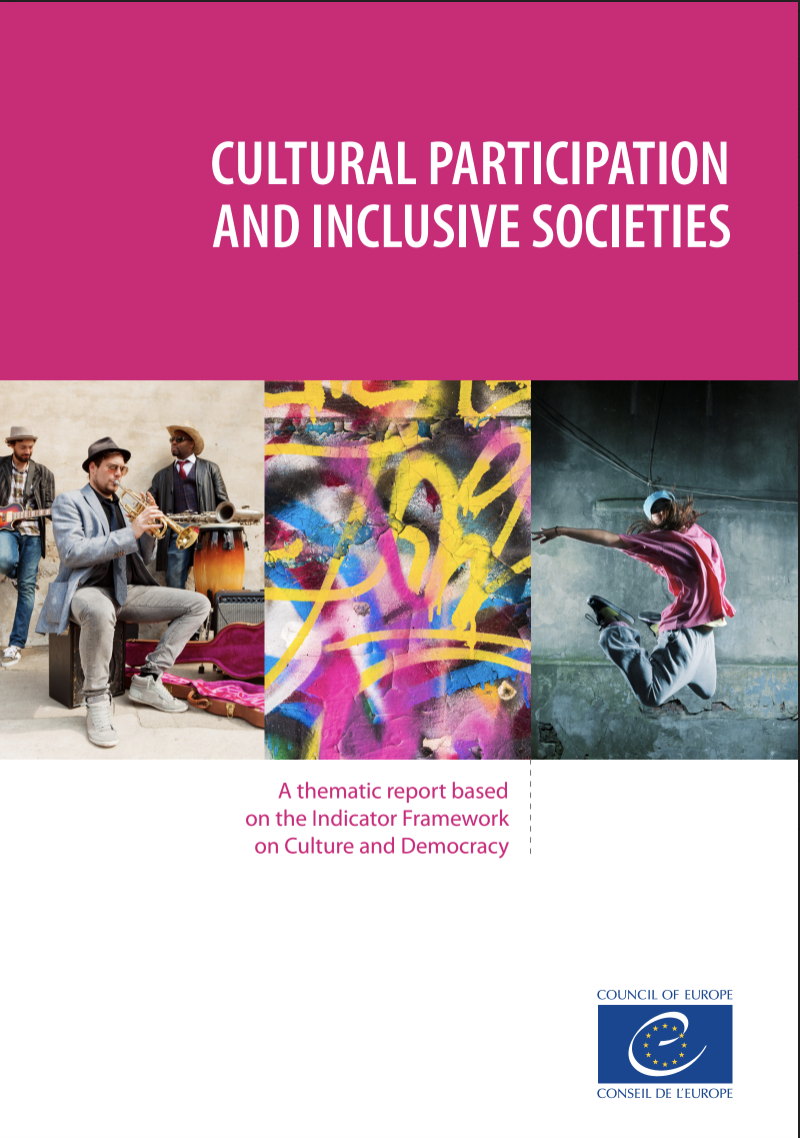 CULTURAL PARTICIPATION
AND INCLUSIVE SOCIETIES
A thematic report based
on the Indicator Framework
on Culture and Democracy
COUNCIL OF EUROPE
CONSEIL DE L'EUROPE